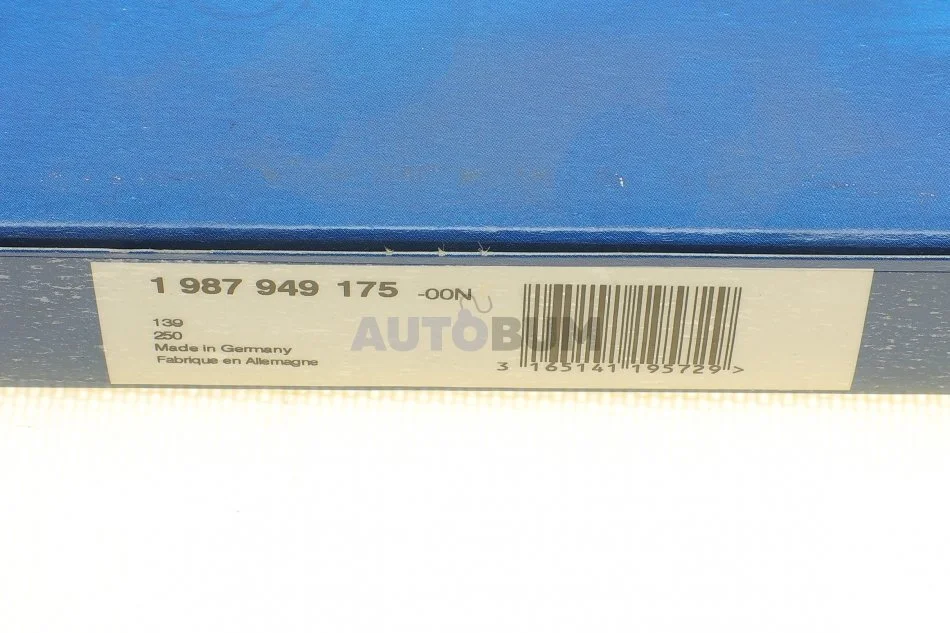 1 987 949 175 -00N
139
250
Made in Germany
Fabrique en Allemagne
AUTOBUM
3 165141 195729 >